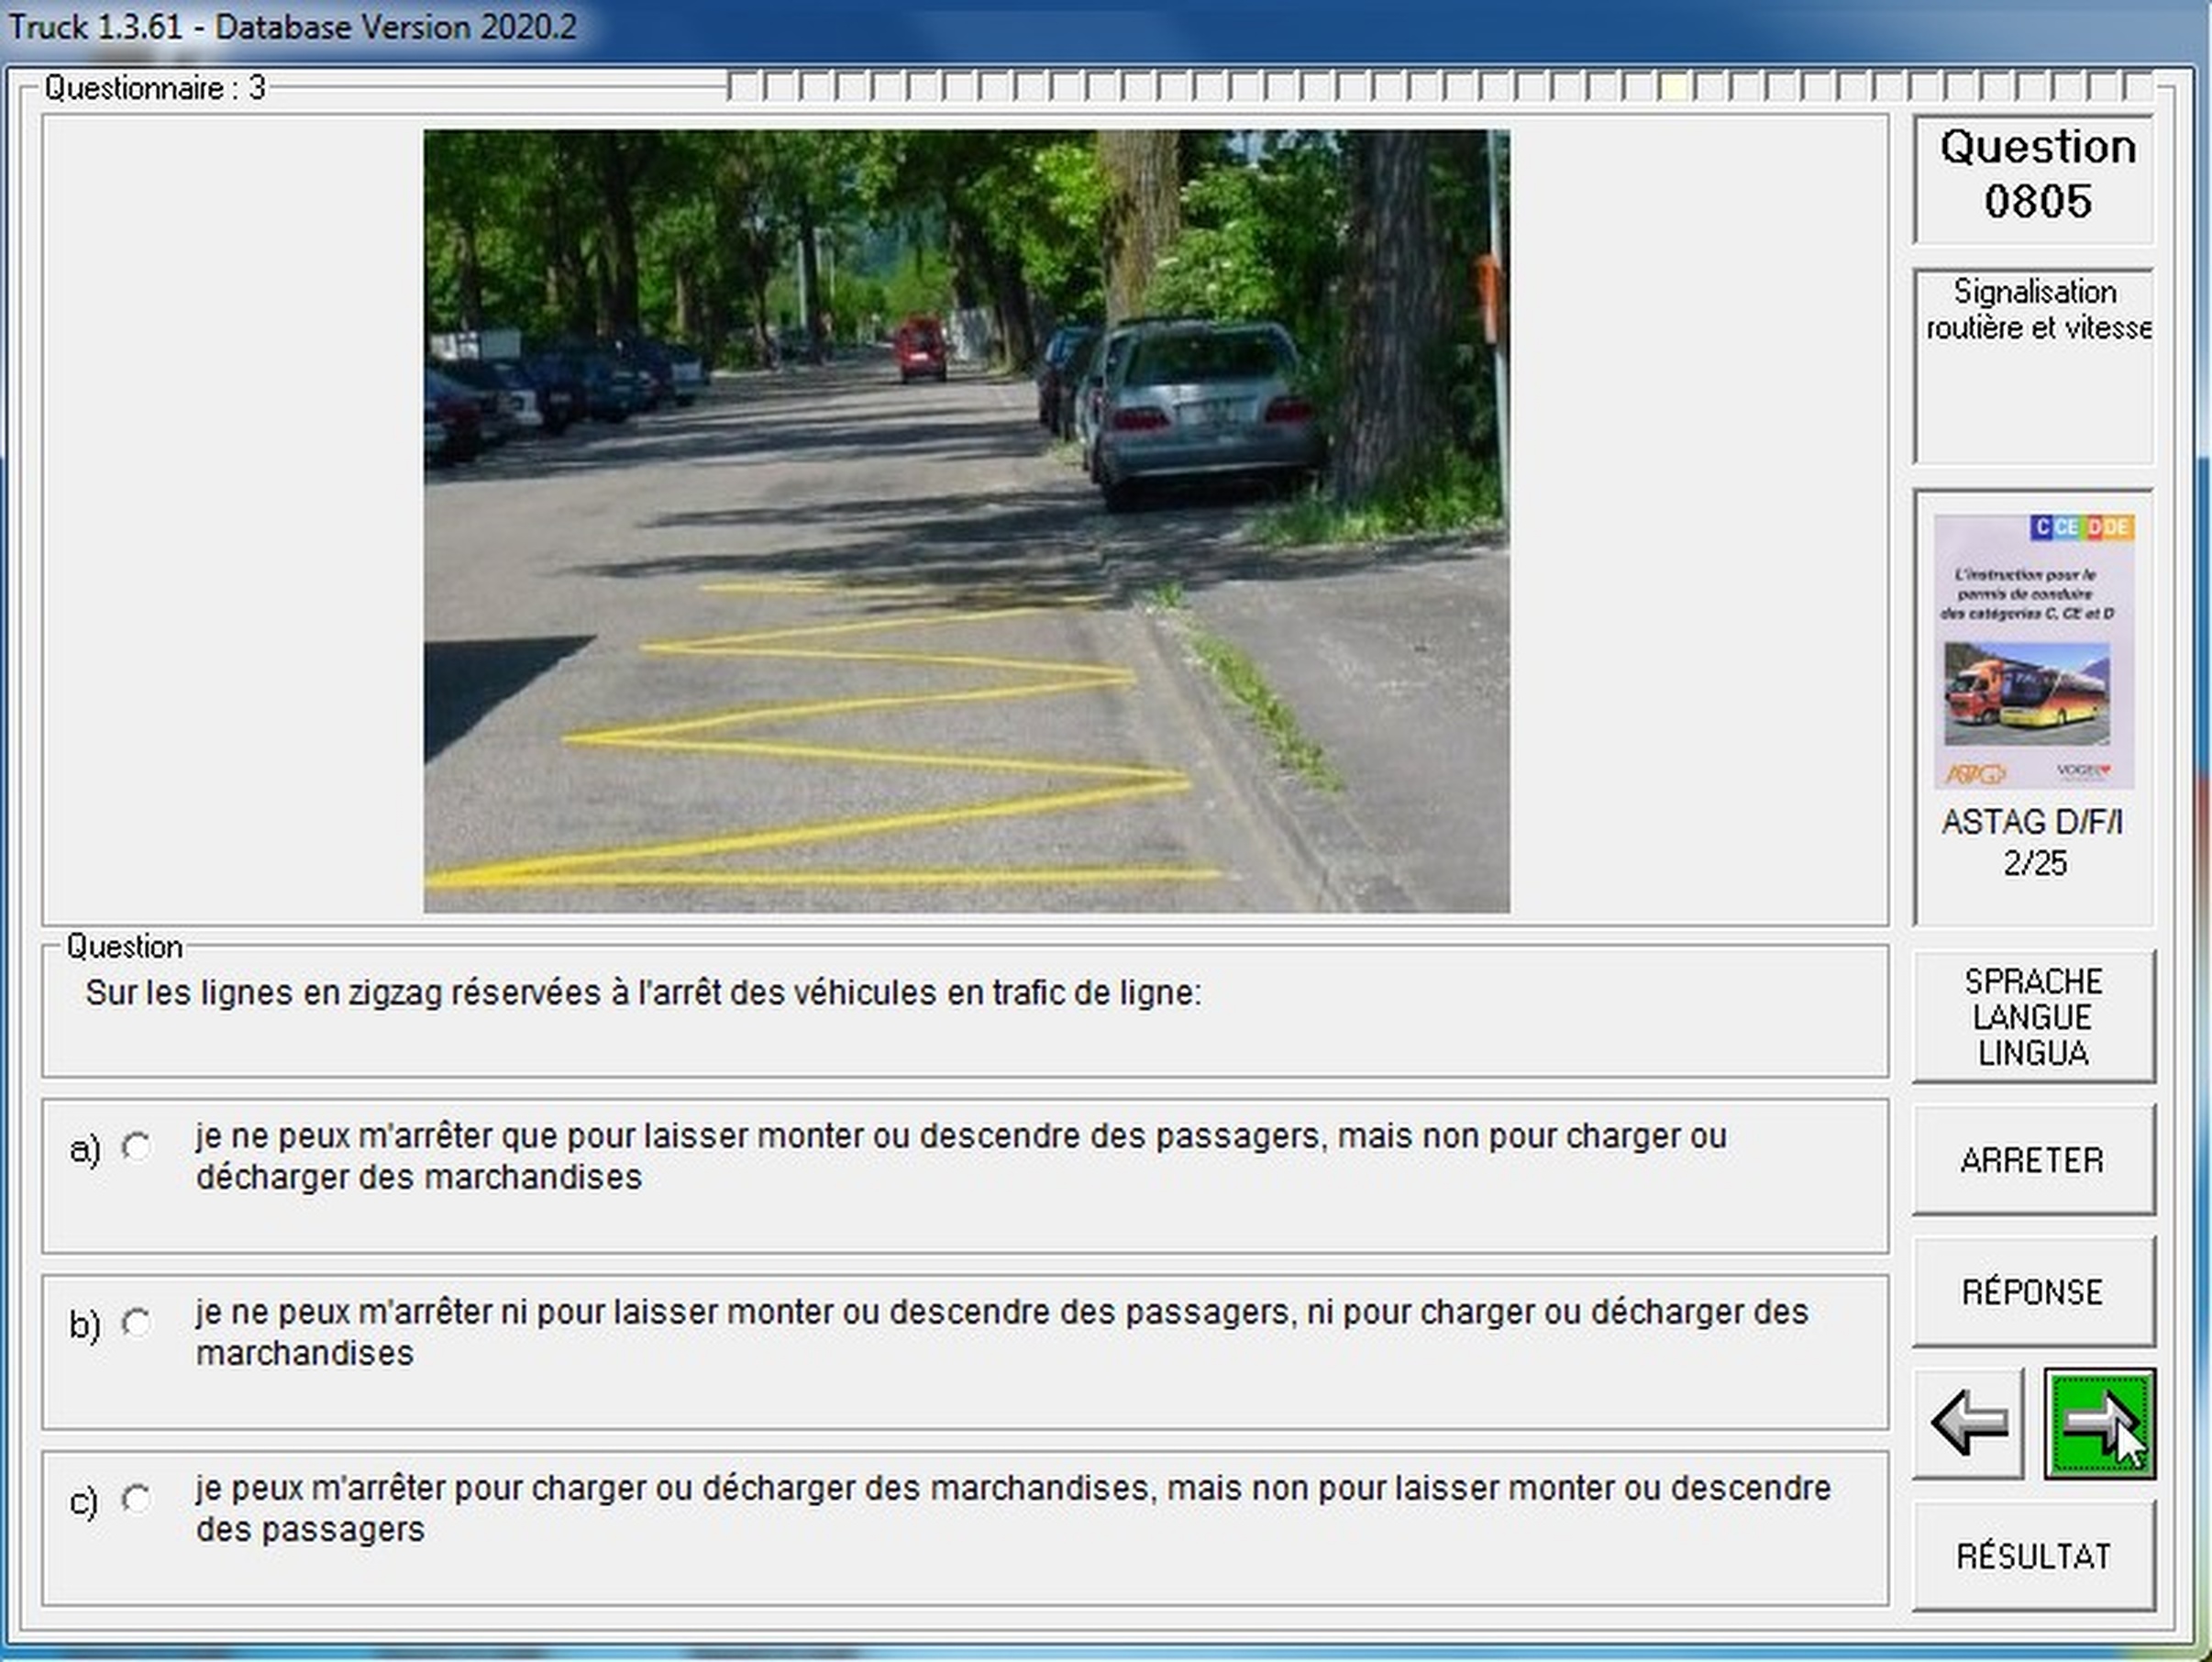 Truck 1.3.61 - Database Version 2020.2
Questionnaire : 3
Question
0805
Signalisation
routière et vitesse
C CE D DE
L'instruction pour le
permis de conduire
des catégories C, CE et D
ASTAG
VOGEL
ASTAG D/F/I
2/25
Question
Sur les lignes en zigzag réservées à l'arrêt des véhicules en trafic de ligne:
a) je ne peux m'arrêter que pour laisser monter ou descendre des passagers, mais non pour charger ou
décharger des marchandises
b) je ne peux m'arrêter ni pour laisser monter ou descendre des passagers, ni pour charger ou décharger des
marchandises
c) je peux m'arrêter pour charger ou décharger des marchandises, mais non pour laisser monter ou descendre
des passagers
SPRACHE
LANGUE
LINGUA
ARRETER
RÉPONSE
RÉSULTAT